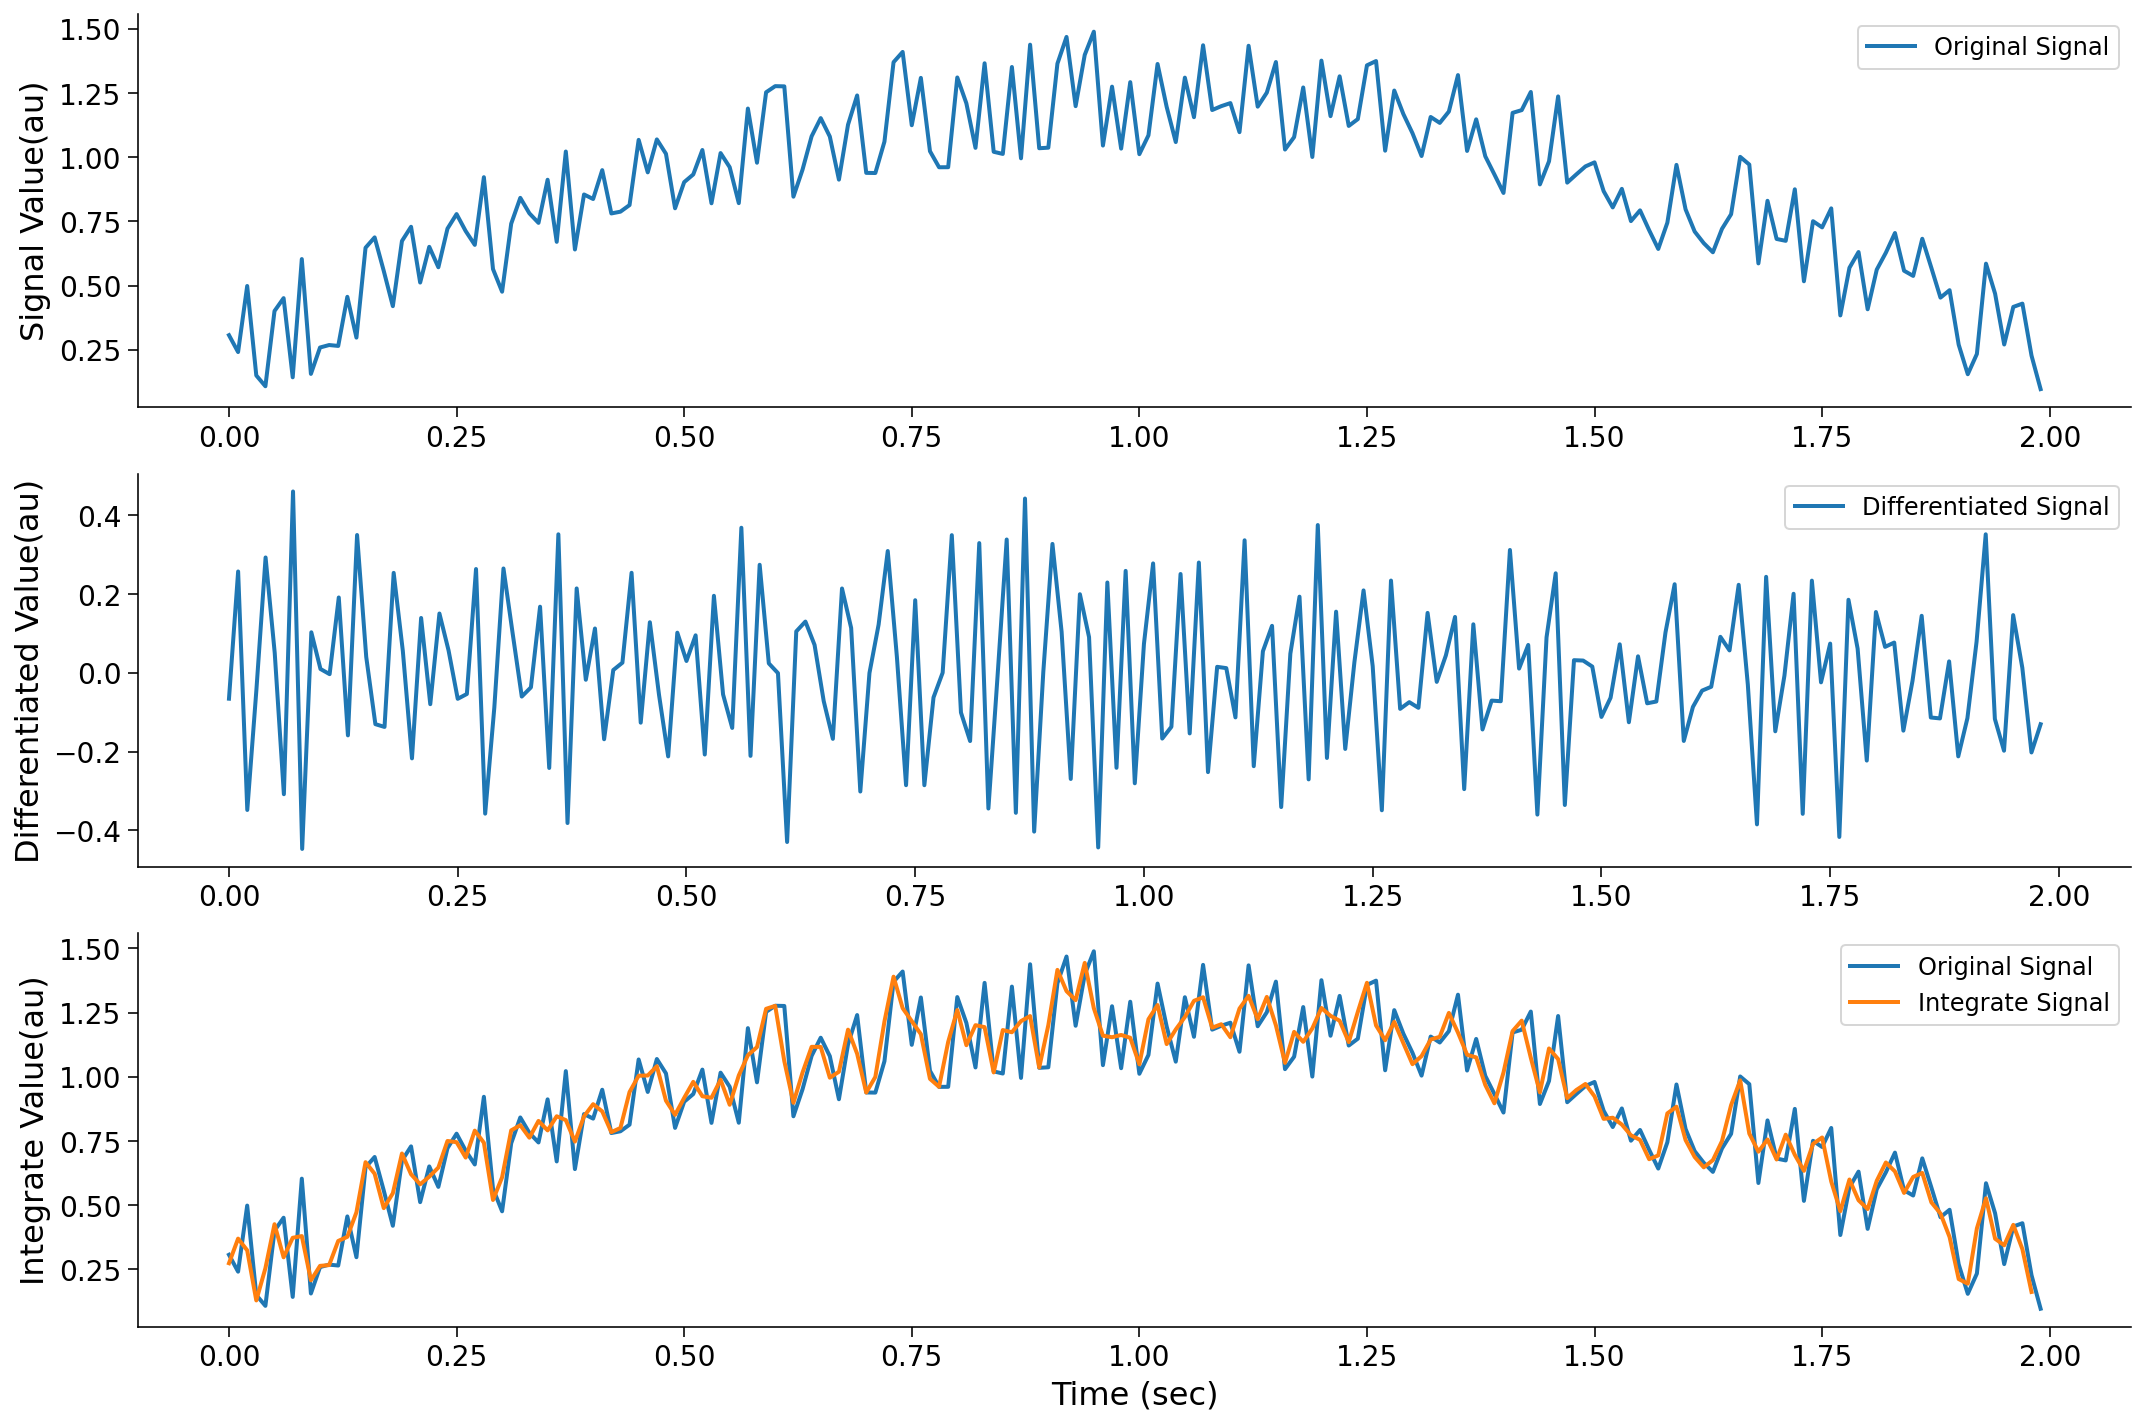 Signal Value(au)
1.50
1.25
1.00
0.75
0.50
0.25
Original Signal
0.00 0.25 0.50 0.75 1.00 1.25 1.50 1.75 2.00
Differentiated Value(au)
0.4
0.2
0.0
−0.2
−0.4
Differentiated Signal
0.00 0.25 0.50 0.75 1.00 1.25 1.50 1.75 2.00
Integrate Value(au)
1.50
1.25
1.00
0.75
0.50
0.25
Original Signal
Integrate Signal
0.00 0.25 0.50 0.75 1.00 1.25 1.50 1.75 2.00
Time (sec)